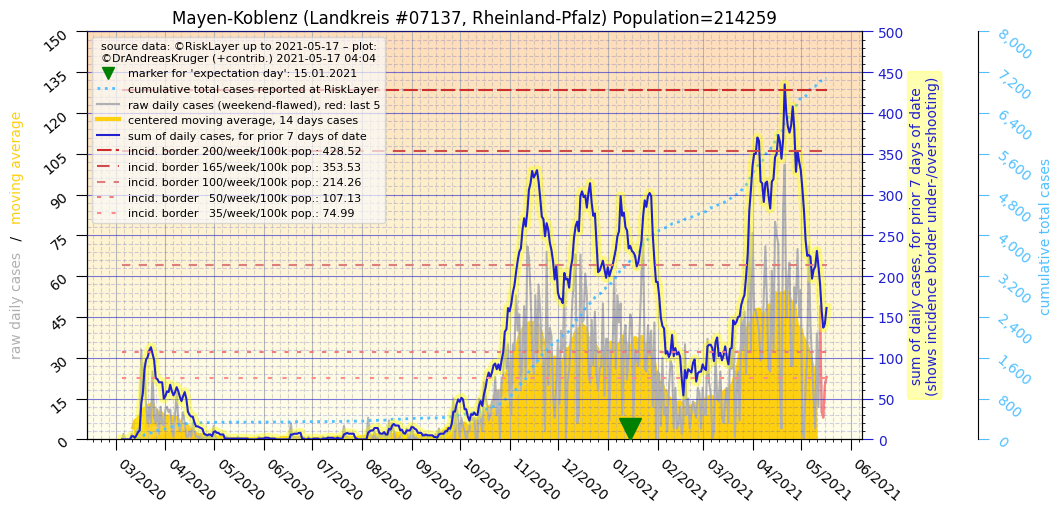 Mayen-Koblenz (Landkreis #07137, Rheinland-Pfalz) Population=214259
source data: ©RiskLayer up to 2021-05-17 – plot:
©DrAndreasKruger (+contrib.) 2021-05-17 04:04
marker for 'expectation day': 15.01.2021
cumulative total cases reported at RiskLayer
raw daily cases (weekend-flawed), red: last 5
centered moving average, 14 days cases
sum of daily cases, for prior 7 days of date
incid. border 200/week/100k pop.: 428.52
incid. border 165/week/100k pop.: 353.53
incid. border 100/week/100k pop.: 214.26
incid. border   50/week/100k pop.: 107.13
incid. border   35/week/100k pop.: 74.99
raw daily cases / moving average
150
135
120
105
90
75
60
45
30
15
0
500
450
400
350
300
250
200
150
100
50
0
sum of daily cases, for prior 7 days of date
(shows incidence border under-/overshooting)
8,000
7,200
6,400
5,600
4,800
4,000
3,200
2,400
1,600
800
0
cumulative total cases
03/2020
04/2020
05/2020
06/2020
07/2020
08/2020
09/2020
10/2020
11/2020
12/2020
01/2021
02/2021
03/2021
04/2021
05/2021
06/2021